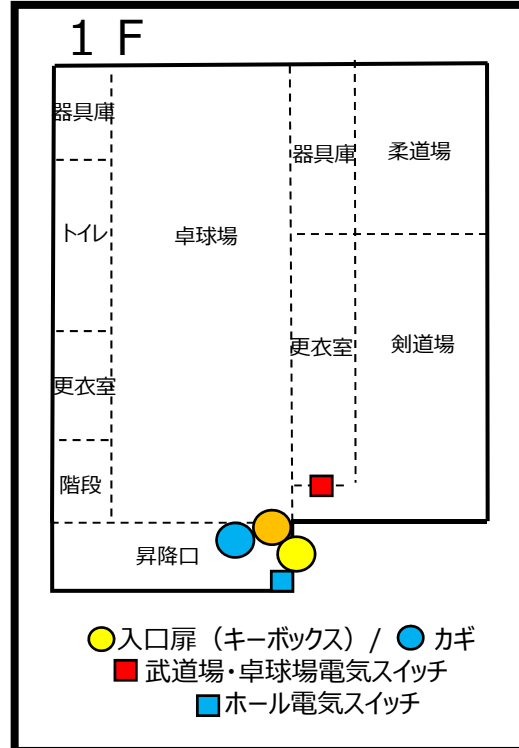 １Ｆ
器具庫
器具庫
柔道場
トイレ
卓球場
更衣室
剣道場
更衣室
階段
昇降口
入口扉（キーボックス）/ カギ
武道場・卓球場電気スイッチ
ホール電気スイッチ